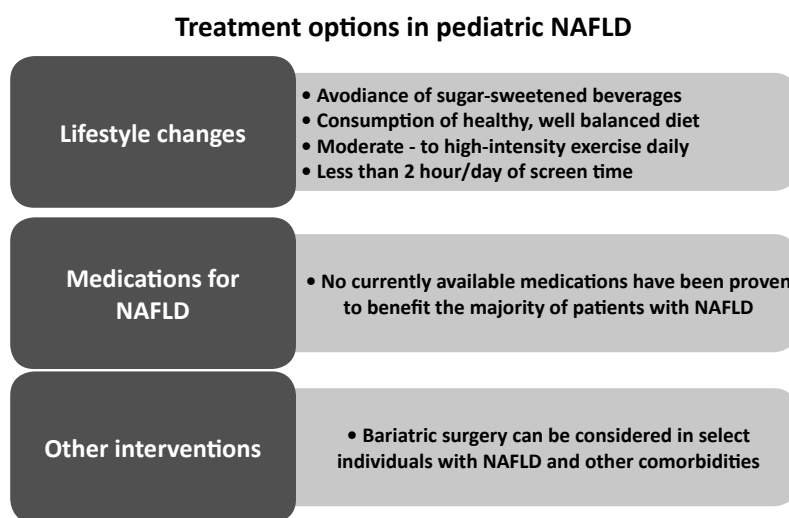 Treatment options in pediatric NAFLD
Lifestyle changes
• Avodiance of sugar-sweetened beverages
• Consumption of healthy, well balanced diet
• Moderate - to high-intensity exercise daily
• Less than 2 hour/day of screen time
Medications for
NAFLD
• No currently available medications have been proven
to benefit the majority of patients with NAFLD
Other interventions
• Bariatric surgery can be considered in select
individuals with NAFLD and other comorbidities